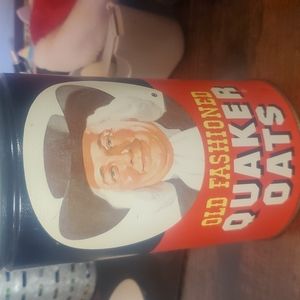 OLD FASHIONED
QUAKER
OATS